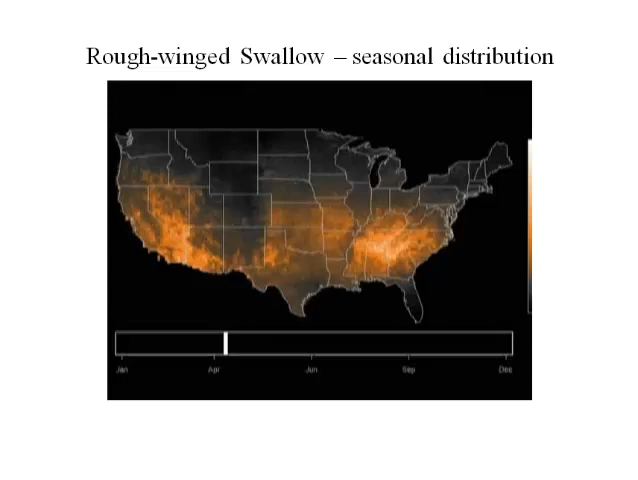 Rough-winged Swallow – seasonal distribution
Jan Apr Jun Sep Dec